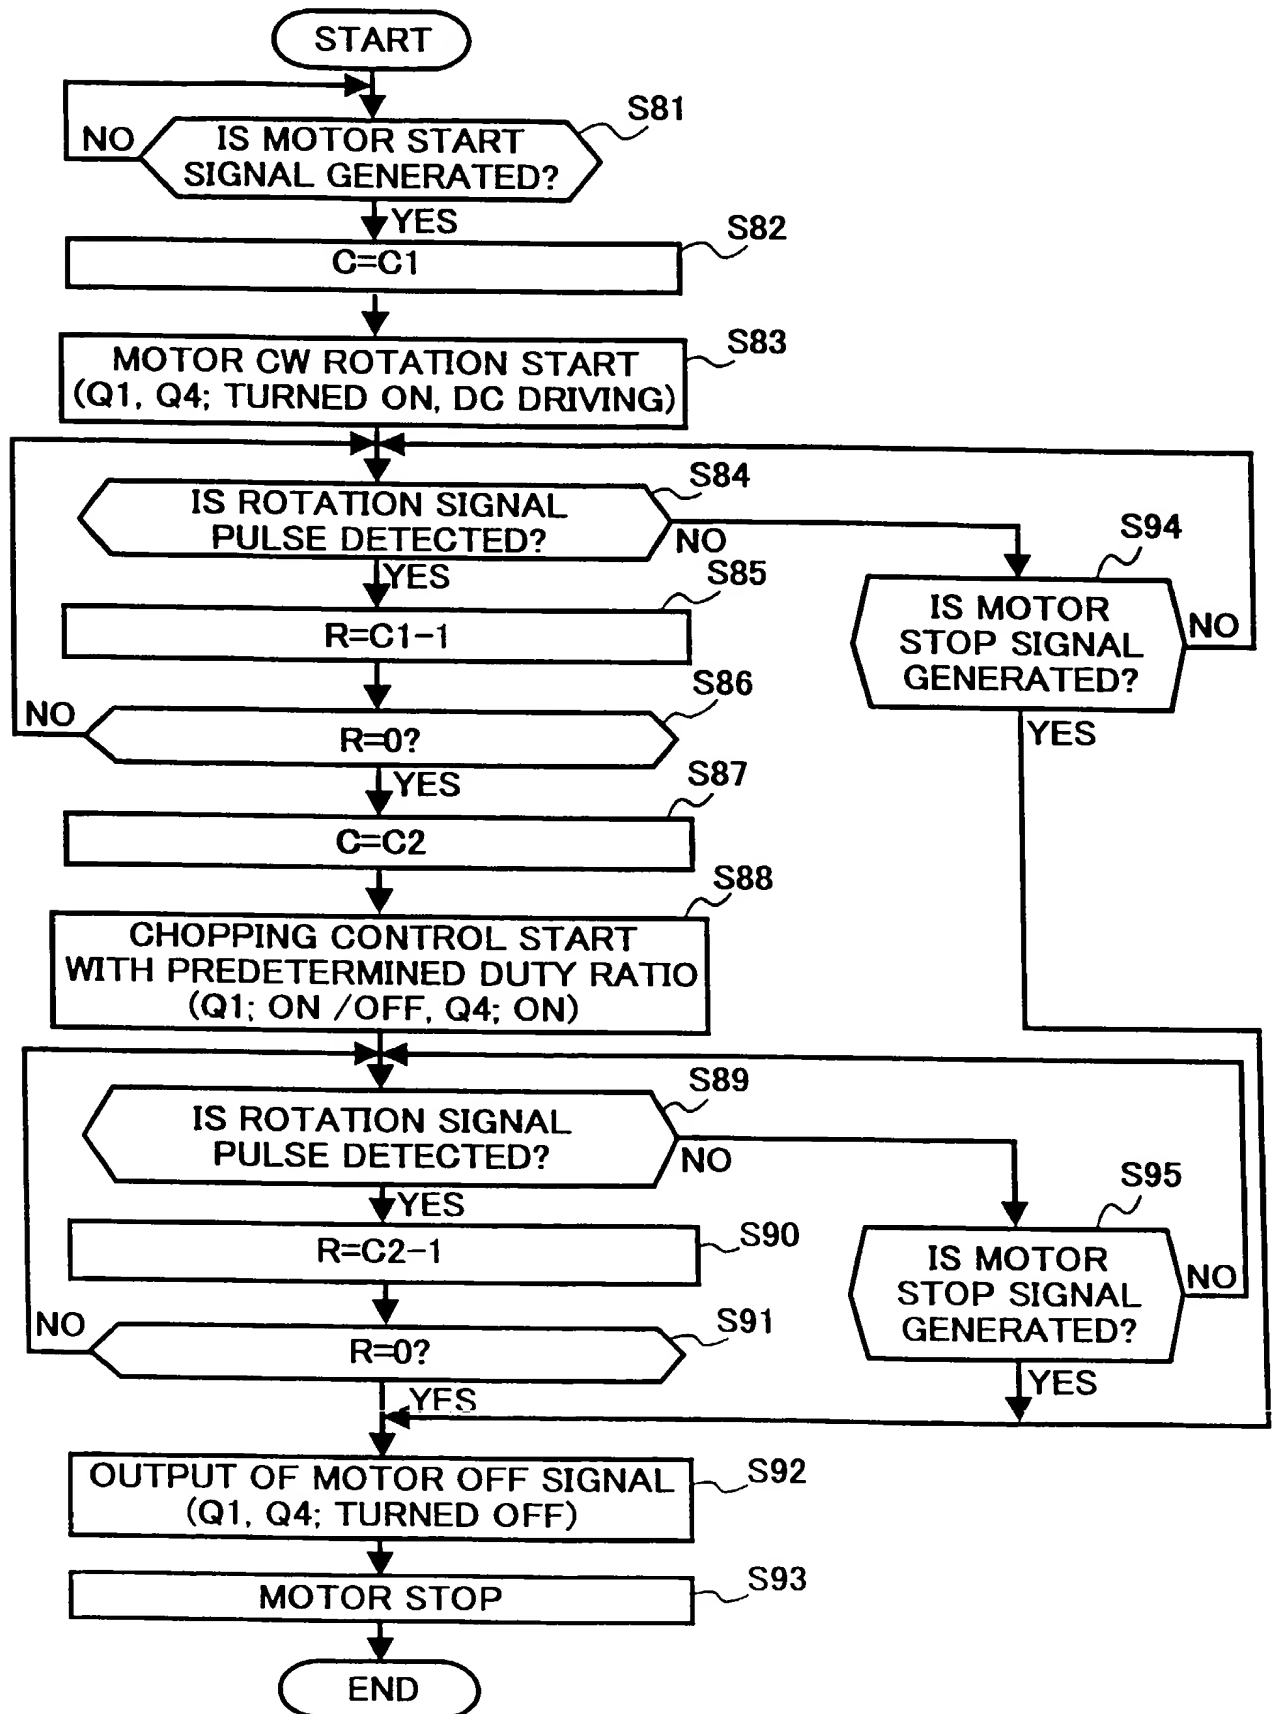 START
S81
NO
IS MOTOR START
SIGNAL GENERATED?
YES
S82
C=C1
S83
MOTOR CW ROTATION START
(Q1, Q4; TURNED ON, DC DRIVING)
S84
IS ROTATION SIGNAL
PULSE DETECTED?
NO
S94
YES
S85
IS MOTOR
STOP SIGNAL
GENERATED?
NO
R=C1-1
S86
NO
R=0?
YES
YES
S87
C=C2
S88
CHOPPING CONTROL START
WITH PREDETERMINED DUTY RATIO
(Q1; ON /OFF, Q4; ON)
S89
IS ROTATION SIGNAL
PULSE DETECTED?
NO
S95
YES
S90
R=C2-1
IS MOTOR
STOP SIGNAL
GENERATED?
NO
S91
NO
R=0?
YES
YES
S92
OUTPUT OF MOTOR OFF SIGNAL
(Q1, Q4; TURNED OFF)
S93
MOTOR STOP
END